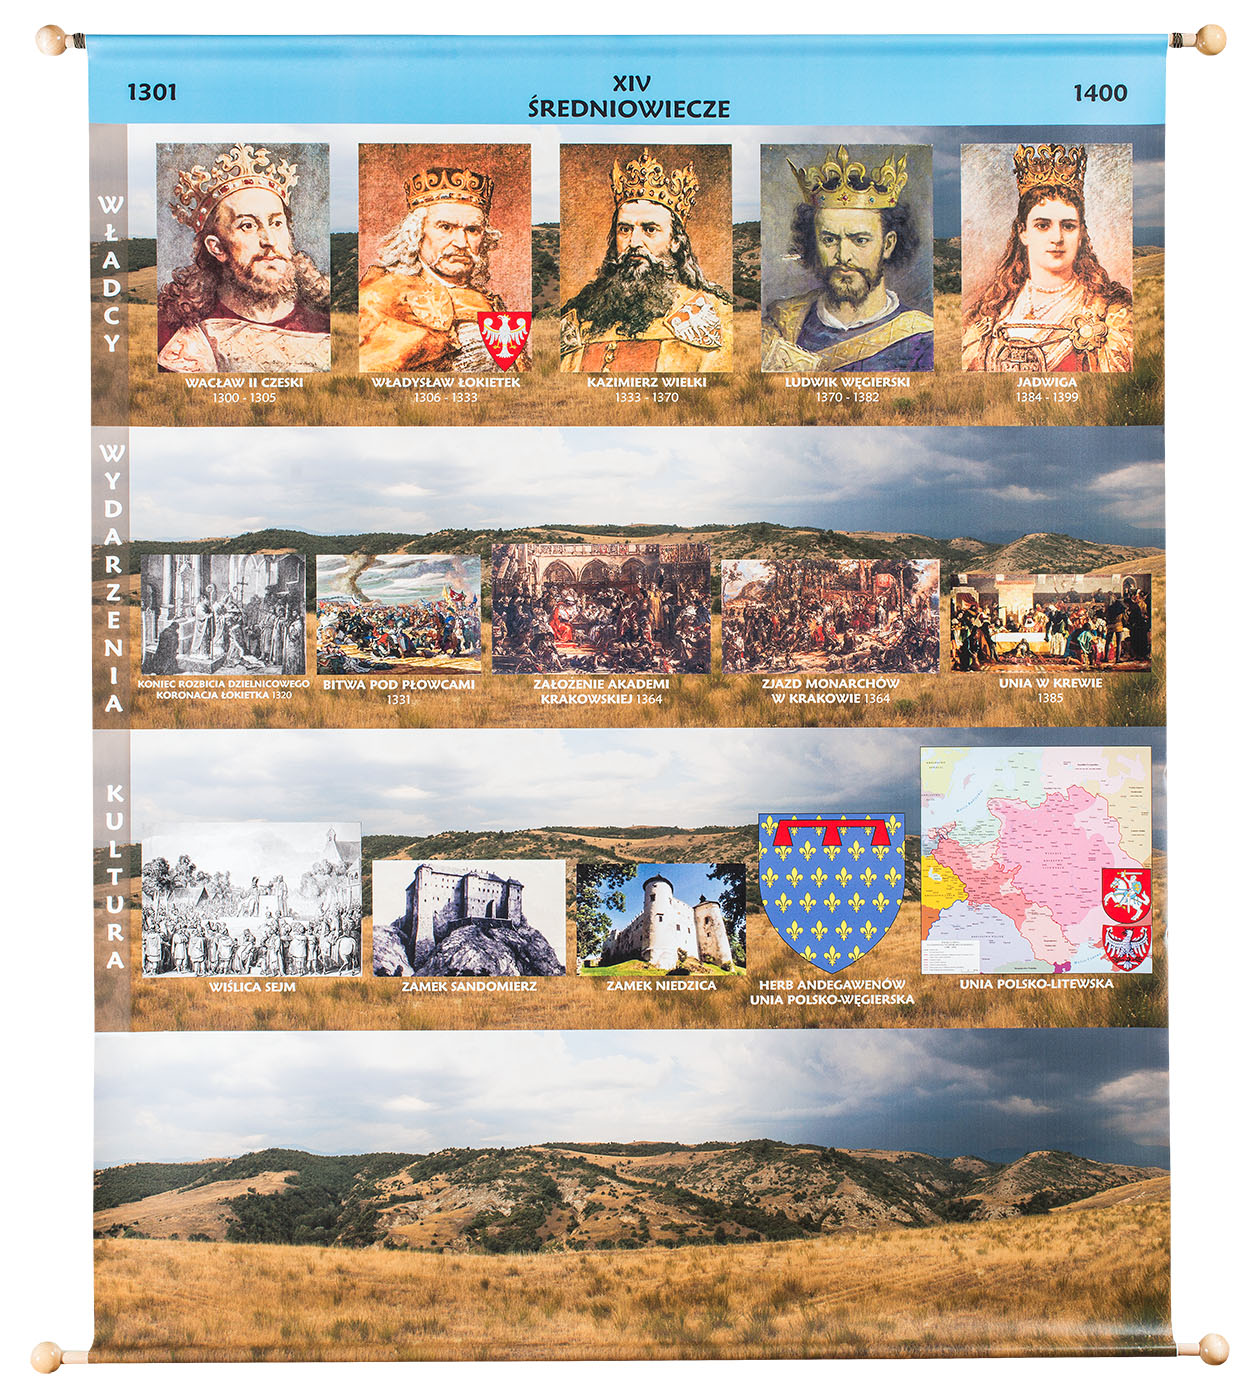 1301
XIV
ŚREDNIOWIECZE
1400
WŁADCY
WACŁAW II CZESKI
1300 - 1305
WŁADYSŁAW ŁOKIETEK
1306 - 1333
KAZIMIERZ WIELKI
1333 - 1370
LUDWIK WĘGIERSKI
1370 - 1382
JADWIGA
1384 - 1399
WYDARZENIA
KONIEC ROZBICIA DZIELNICOWEGO
KORONACJA ŁOKIETKA 1320
BITWA POD PŁOWCAMI
1331
ZAŁOŻENIE AKADEMI
KRAKOWSKIEJ 1364
ZJAZD MONARCHÓW
W KRAKOWIE 1364
UNIA W KREWIE
1385
KULTURA
WIŚLICA SEJM
ZAMEK SANDOMIERZ
ZAMEK NIEDZICA
HERB ANDEGAWENÓW
UNIA POLSKO-WĘGIERSKA
UNIA POLSKO-LITEWSKA